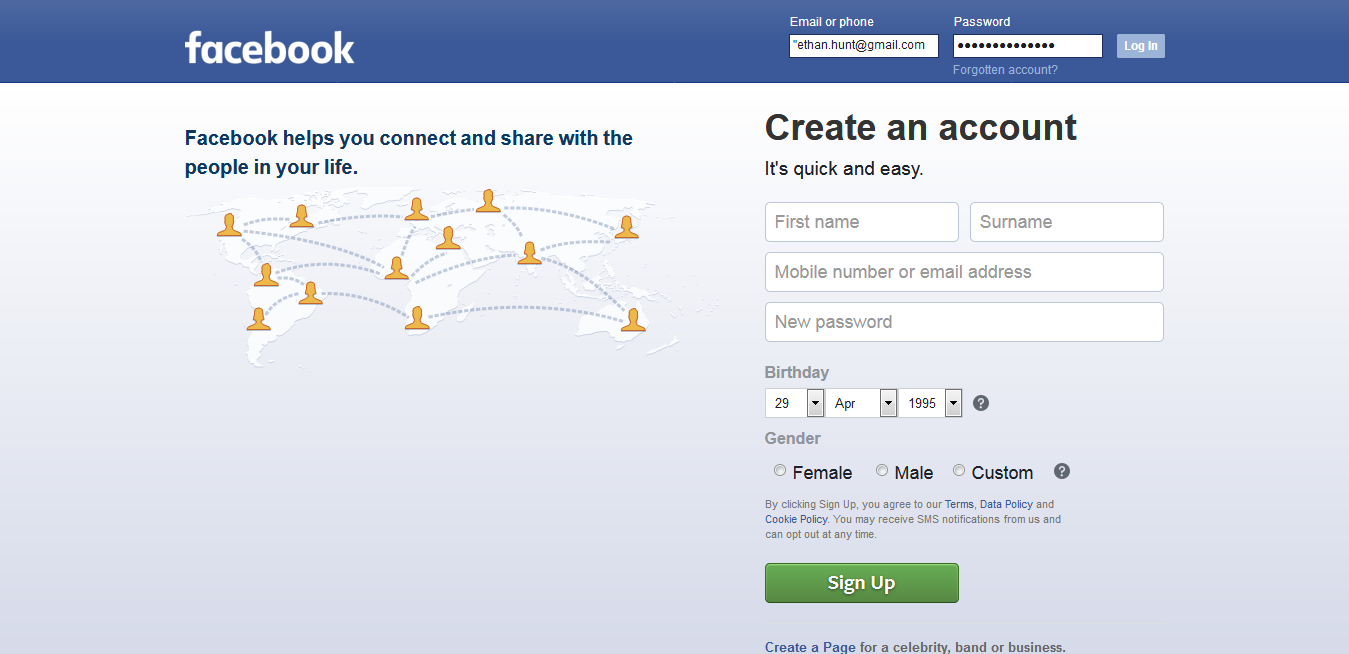 facebook
Email or phone
Password
"ethan.hunt@gmail.com
••••••••••••••
Log In
Forgotten account?
Facebook helps you connect and share with the
people in your life.
Create an account
It's quick and easy.
First name
Surname
Mobile number or email address
New password
Birthday
29
Apr
1995
?
Gender
Female
Male
Custom
?
By clicking Sign Up, you agree to our Terms, Data Policy and
Cookie Policy. You may receive SMS notifications from us and
can opt out at any time.
Sign Up
Create a Page for a celebrity, band or business.